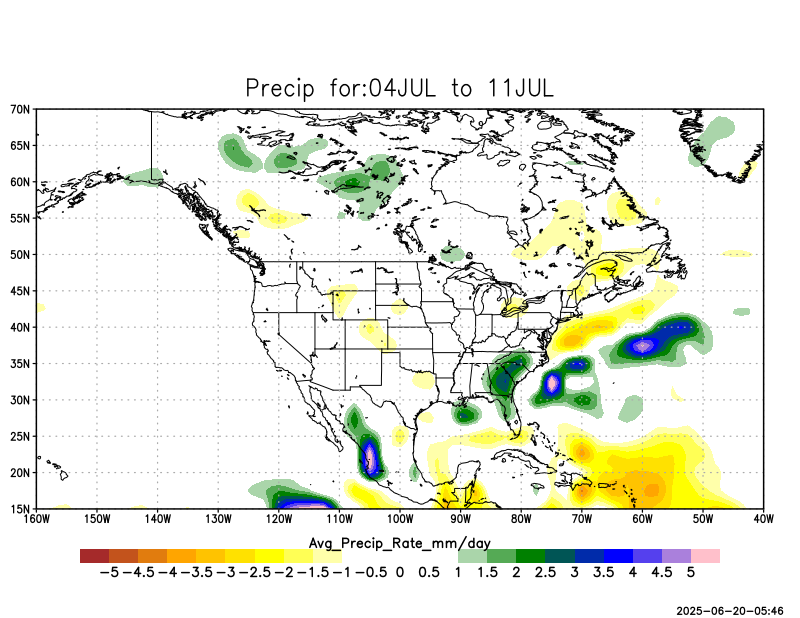 Precip for:04JUL to 11JUL
70N
65N
60N
55N
50N
45N
40N
35N
30N
25N
20N
15N
160W 150W 140W 130W 120W 110W 100W 90W 80W 70W 60W 50W 40W
Avg_Precip_Rate_mm/day
-5 -4.5 -4 -3.5 -3 -2.5 -2 -1.5 -1 -0.5 0 0.5 1 1.5 2 2.5 3 3.5 4 4.5 5
2025-06-20-05:46